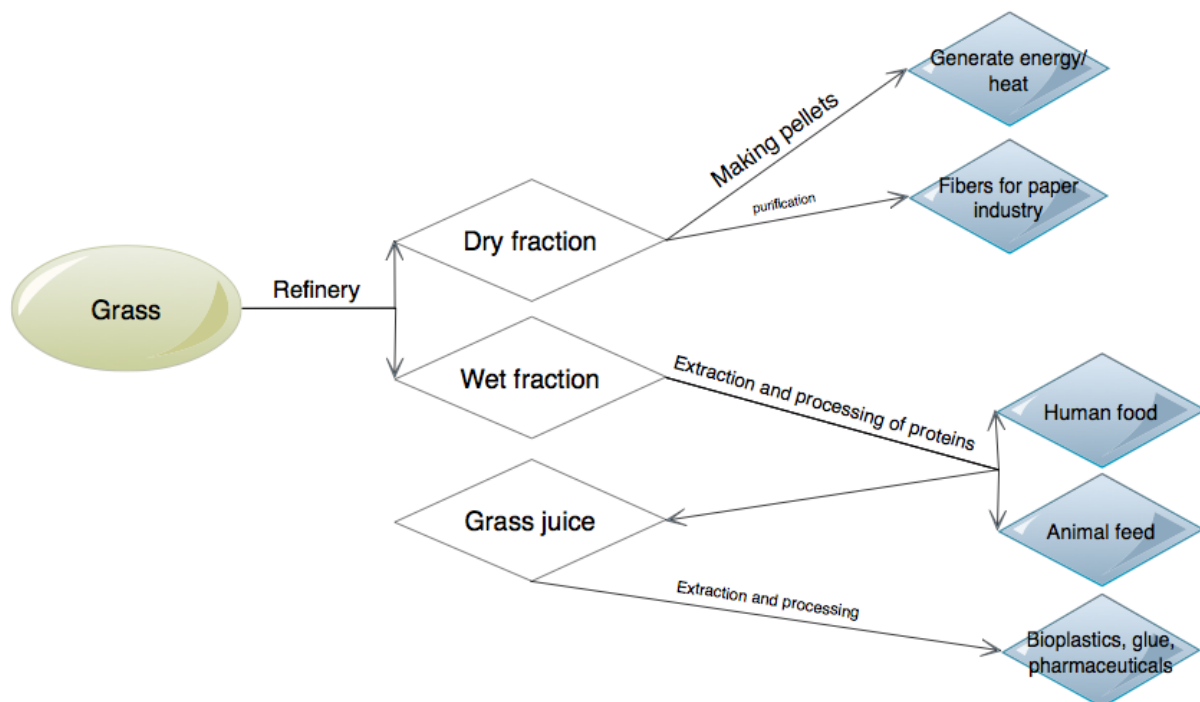 Generate energy/
heat
Making pellets
Fibers for paper
industry
purification
Dry fraction
Grass
Refinery
Wet fraction
Extraction and processing of proteins
Human food
Grass juice
Animal feed
Extraction and processing
Bioplastics, glue,
pharmaceuticals